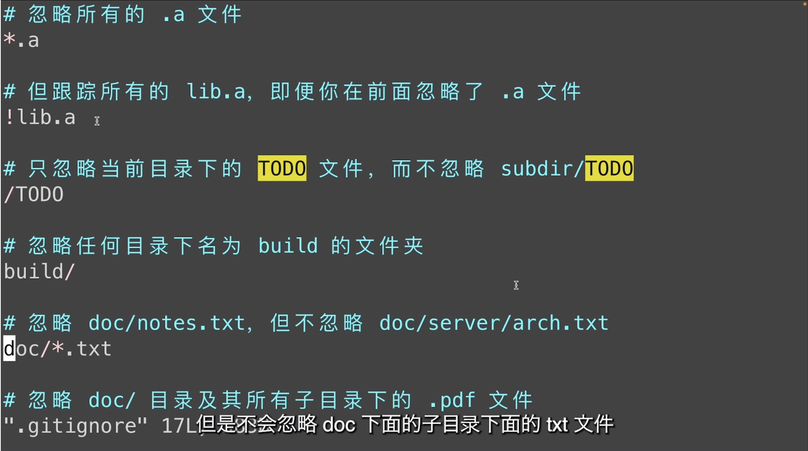 # 忽略所有的 .a 文件
*.a
# 但跟踪所有的 lib.a，即便你在前面忽略了 .a 文件
!lib.a
# 只忽略当前目录下的 TODO 文件，而不忽略 subdir/TODO
/TODO
# 忽略任何目录下名为 build 的文件夹
build/
# 忽略 doc/notes.txt，但不忽略 doc/server/arch.txt
doc/*.txt
# 忽略 doc/ 目录及其所有子目录下的 .pdf 文件
".gitignore" 17L,
但是不会忽略 doc 下面的子目录下面的 txt 文件